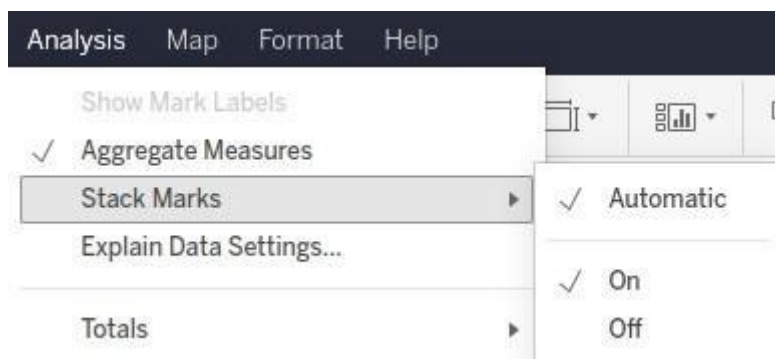 Analysis Map Format Help
Show Mark Labels
Aggregate Measures
Stack Marks
Explain Data Settings...
Totals
Automatic
On
Off